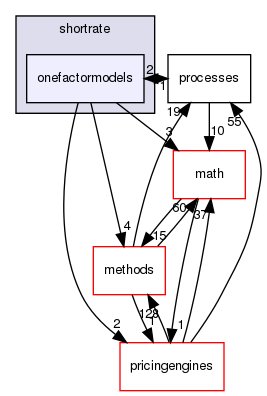 shortrate
onefactormodels
2
1
processes
19
3
10
55
math
60
37
4
15
methods
128
1
1
2
pricingengines